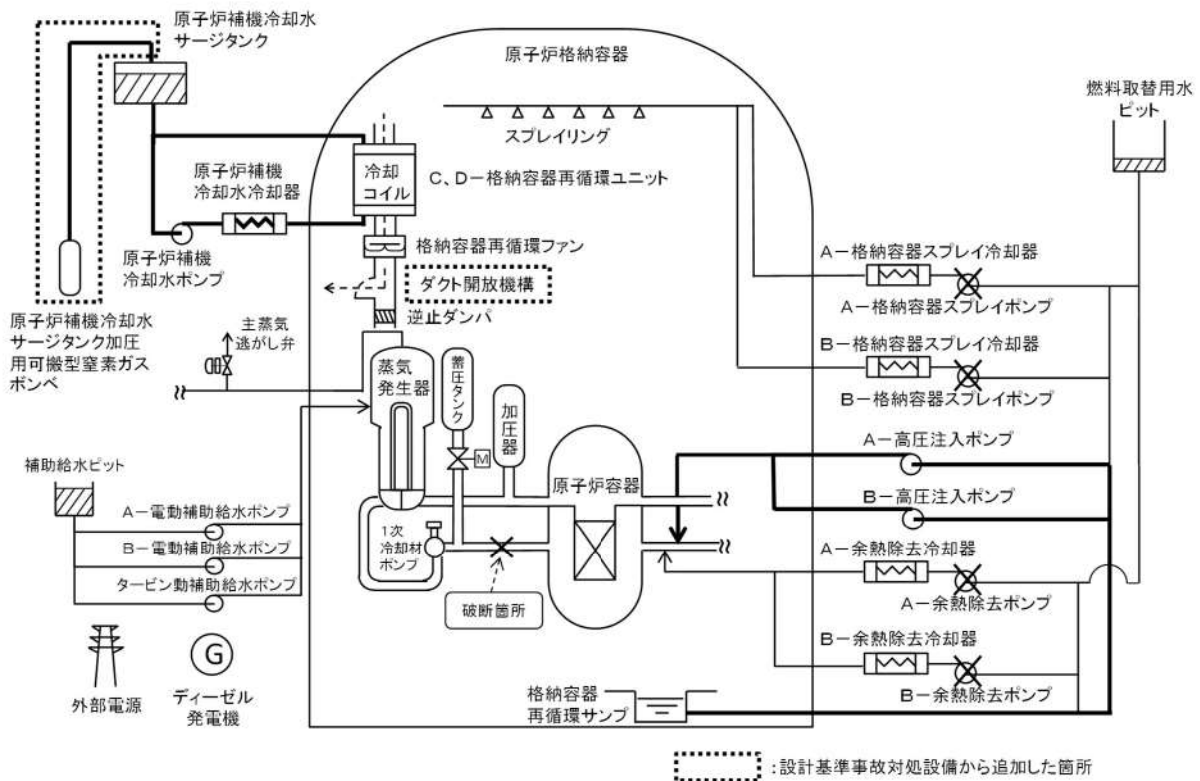 原子炉補機冷却水
サージタンク
原子炉格納容器
燃料取替用水
ピット
スプレイリング
原子炉補機
冷却水冷却器
冷却
コイル
C、D－格納容器再循環ユニット
原子炉補機
冷却水ポンプ
格納容器再循環ファン
ダクト開放機構
逆止ダンパ
A－格納容器スプレイ冷却器
A－格納容器スプレイポンプ
原子炉補機冷却水
サージタンク加圧
用可搬型窒素ガス
ボンベ
主蒸気
逃がし弁
蒸気
発生器
蓄圧タンク
加圧器
M
B－格納容器スプレイ冷却器
B－格納容器スプレイポンプ
A－高圧注入ポンプ
B－高圧注入ポンプ
補助給水ピット
A－電動補助給水ポンプ
B－電動補助給水ポンプ
タービン動補助給水ポンプ
原子炉容器
1次
冷却材
ポンプ
破断箇所
A－余熱除去冷却器
A－余熱除去ポンプ
B－余熱除去冷却器
B－余熱除去ポンプ
外部電源
G
ディーゼル
発電機
格納容器
再循環サンプ
：設計基準事故対処設備から追加した箇所